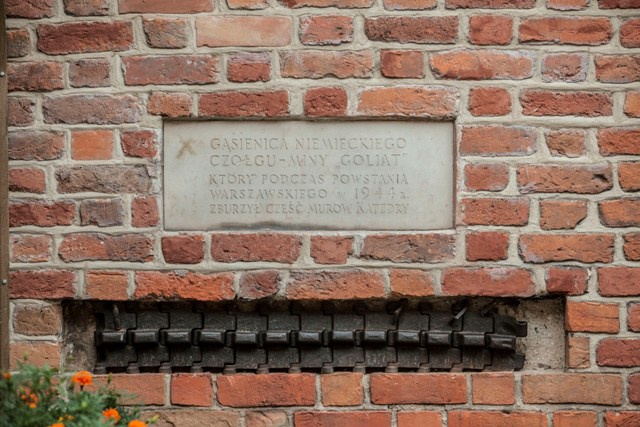 GĄSIENICA NIEMIECKIEGO
CZOŁGU-MINY „GOLIAT”
KTÓRY PODCZAS POWSTANIA
WARSZAWSKIEGO W 1944 R.
ZBURZYŁ CZĘŚĆ MURÓW KATEDRY